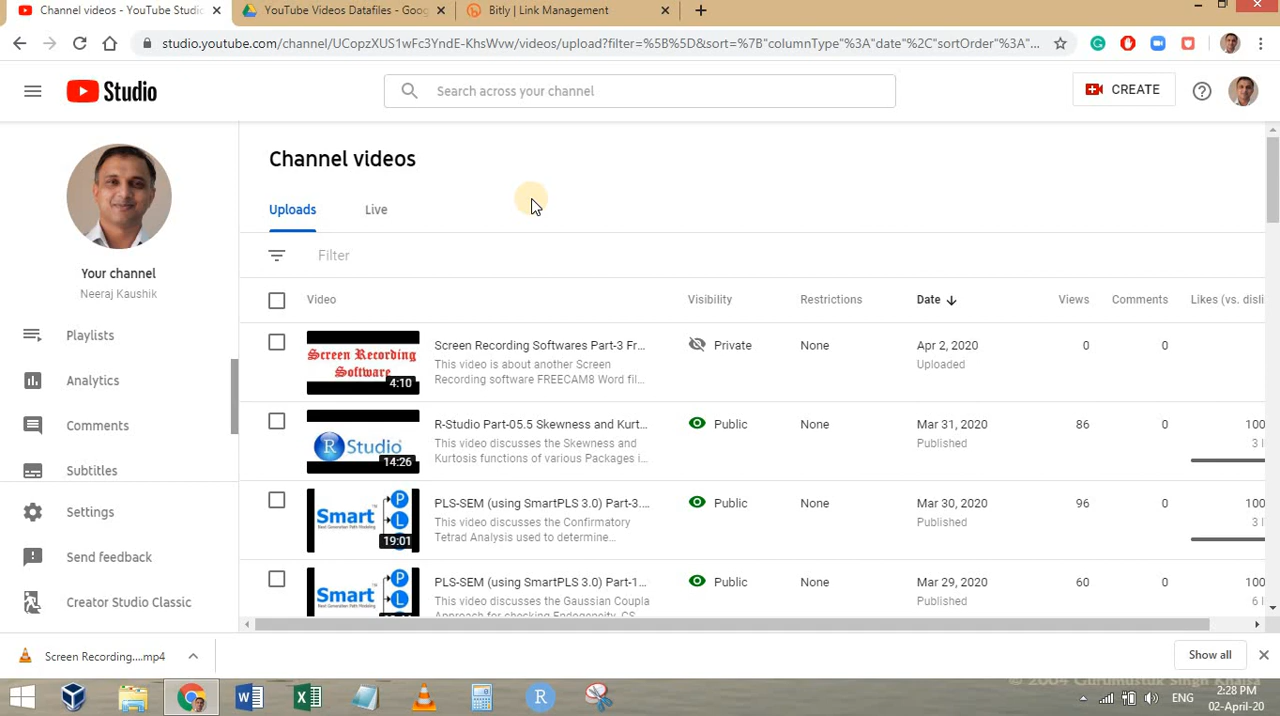 Channel videos - YouTube Studi
YouTube Videos Datafiles - Goog
Bitly | Link Management
studio.youtube.com/channel/UCopzXUS1wFc3YndE-KhsWvw/videos/upload?filter=%5B%5D&sort=%7B"columnType"%3A"date"%2C"sortOrder"%3A"...
Studio
Search across your channel
CREATE
Your channel
Neeraj Kaushik
Playlists
Analytics
Comments
Subtitles
Settings
Send feedback
Creator Studio Classic
Channel videos
Uploads Live
Filter
Video Visibility Restrictions Date Views Comments Likes (vs. disli
Screen Recording Software
4:10
Screen Recording Softwares Part-3 Fr...
This video is about another Screen
Recording software FREECAM8 Word fil...
Private None Apr 2, 2020 0 0
Uploaded
R Studio
14:26
R-Studio Part-05.5 Skewness and Kurt...
This video discusses the Skewness and
Kurtosis functions of various Packages i...
Public None Mar 31, 2020 86 0 100
Published 3 l
Smart P L
19:01
PLS-SEM (using SmartPLS 3.0) Part-3....
This video discusses the Confirmatory
Tetrad Analysis used to determine...
Public None Mar 30, 2020 96 0 100
Published 3 l
Smart P L
PLS-SEM (using SmartPLS 3.0) Part-1...
This video discusses the Gaussian Coupla
Approach for checking Endogeneity. CS
Public None Mar 29, 2020 60 0 100
Published 6 l
Screen Recording....mp4
Show all
© 2004 Gurumustuk Singh Khalsa
ENG
2:28 PM
02-April-20